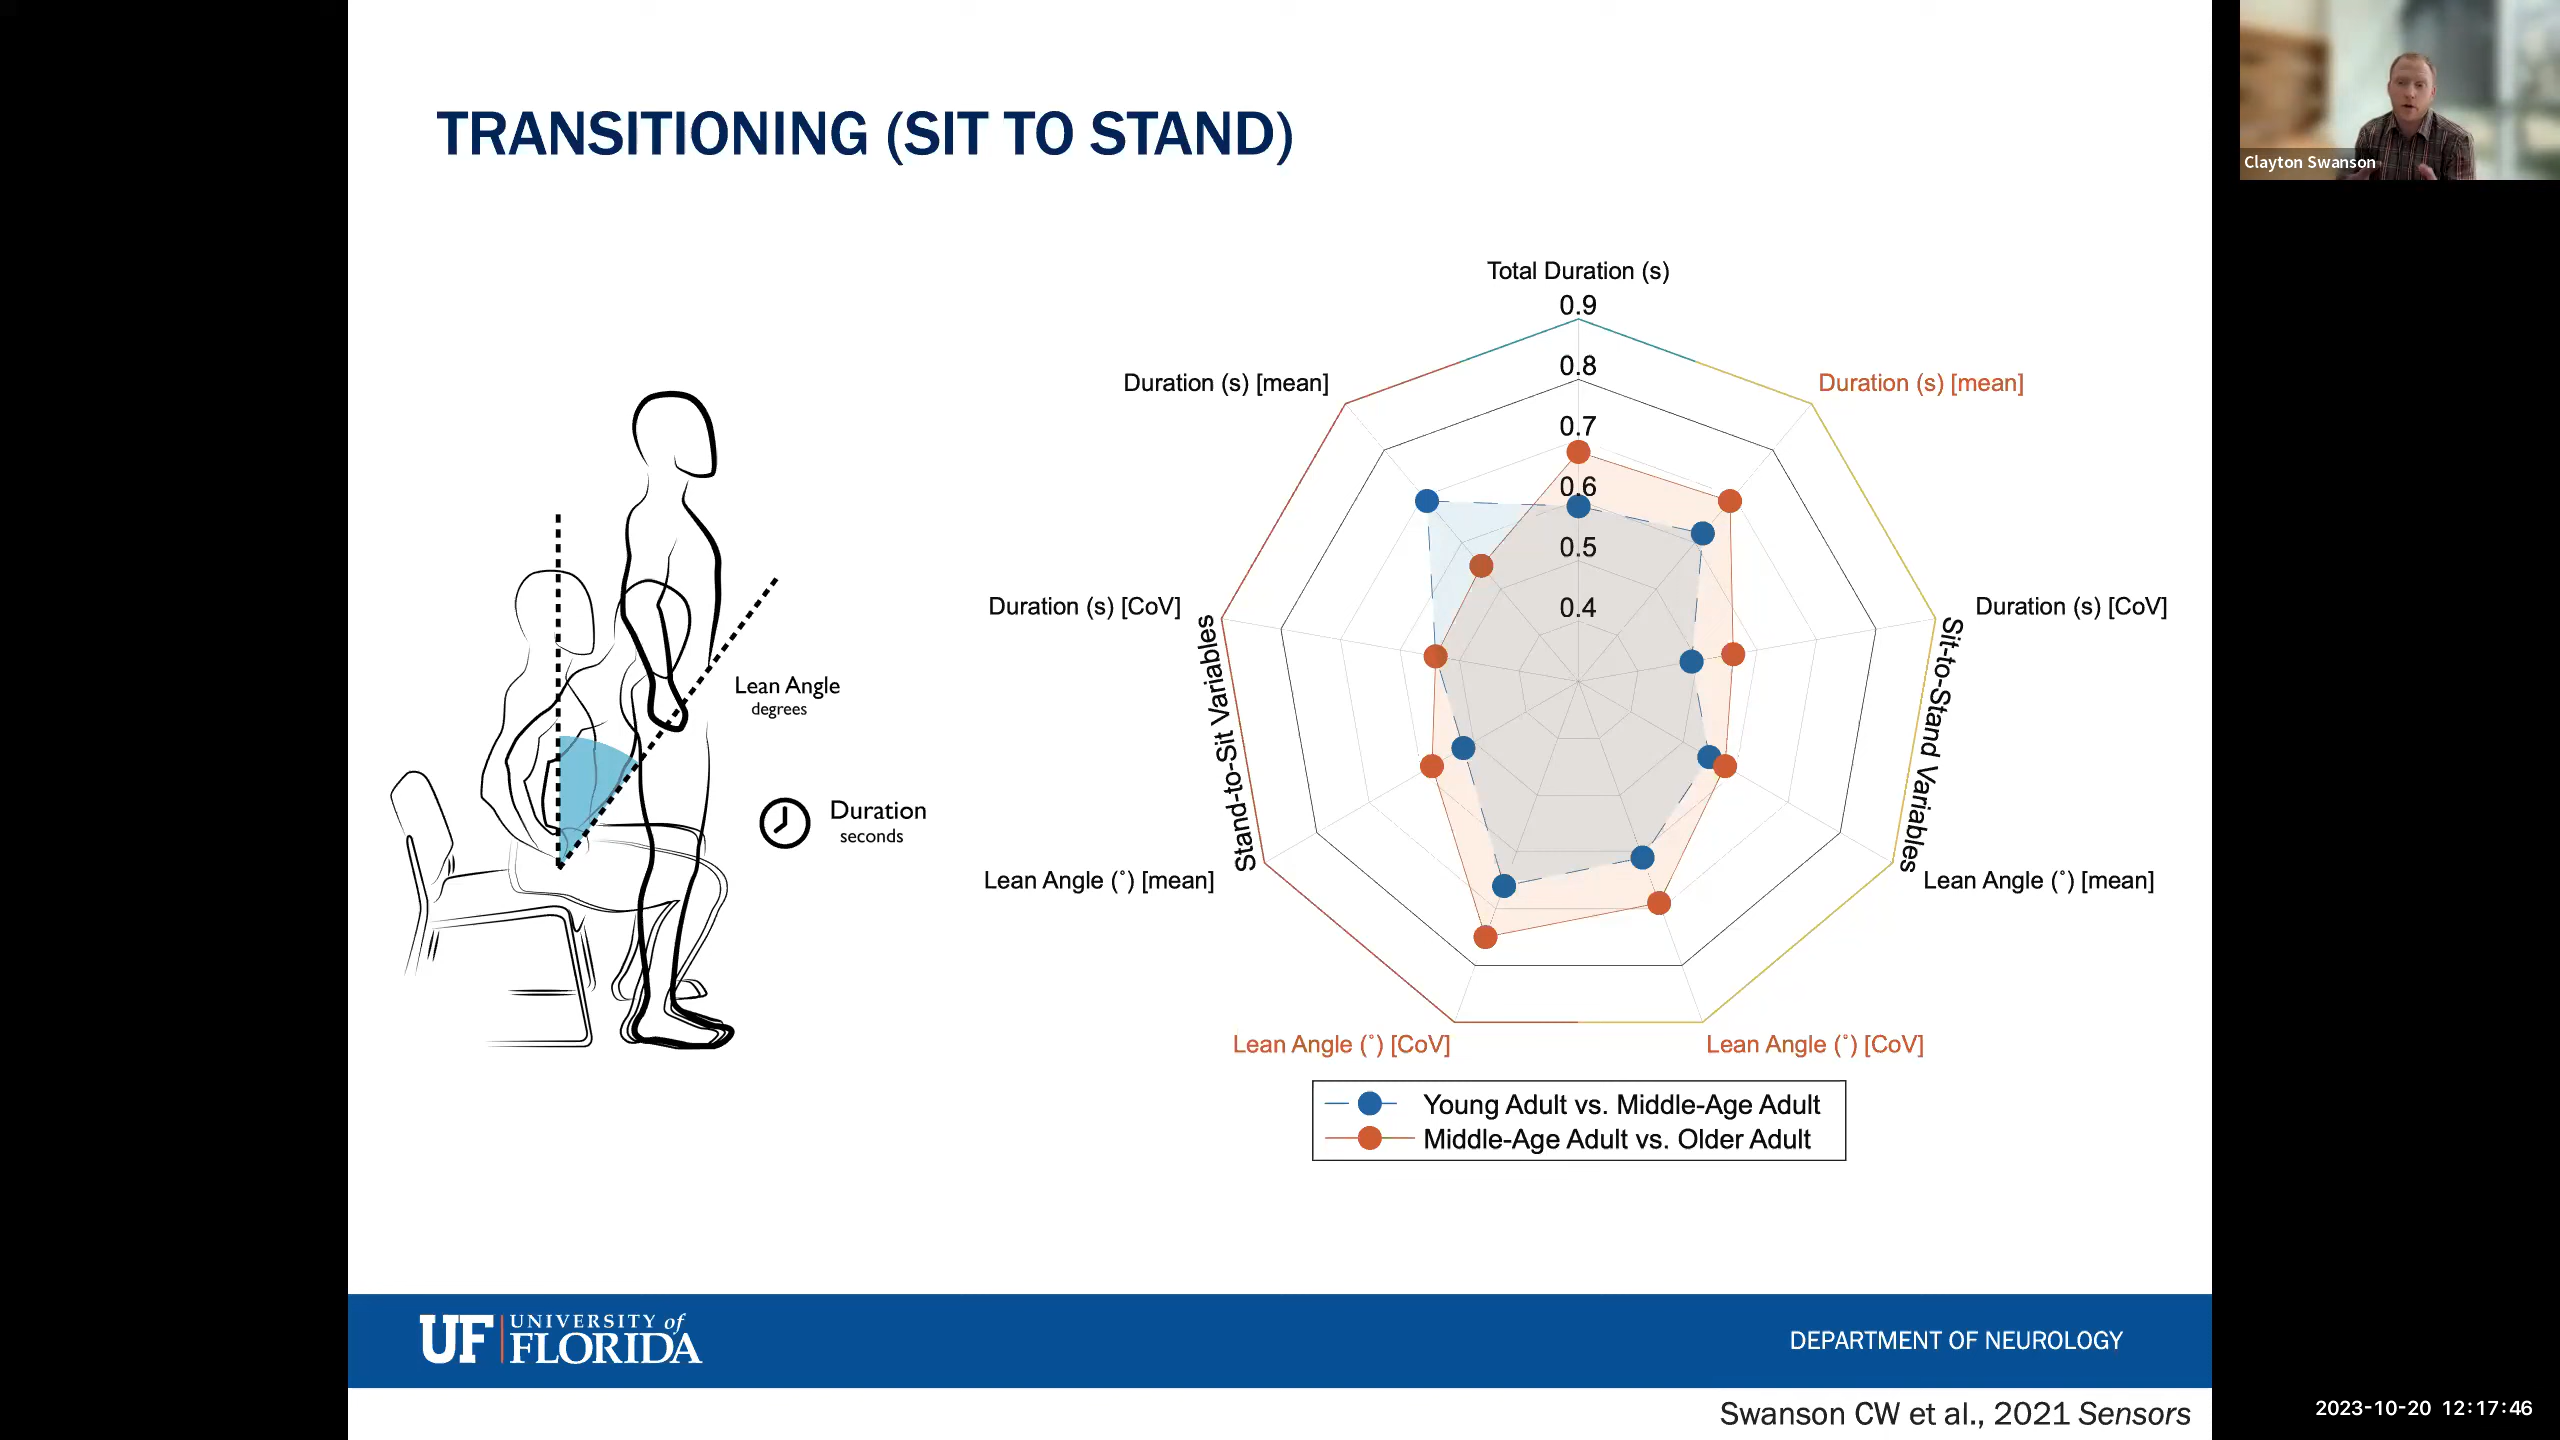 TRANSITIONING (SIT TO STAND)
Clayton Swanson
Total Duration (s)
0.9
0.8
0.7
0.6
0.5
0.4
Duration (s) [mean]
Duration (s) [mean]
Duration (s) [CoV]
Duration (s) [CoV]
Stand-to-Sit Variables
Sit-to-Stand Variables
Lean Angle (˚) [mean]
Lean Angle (˚) [mean]
Lean Angle (˚) [CoV]
Lean Angle (˚) [CoV]
Lean Angle
degrees
Duration
seconds
Young Adult vs. Middle-Age Adult
Middle-Age Adult vs. Older Adult
UF UNIVERSITY of
FLORIDA
DEPARTMENT OF NEUROLOGY
Swanson CW et al., 2021 Sensors
2023-10-20 12:17:46